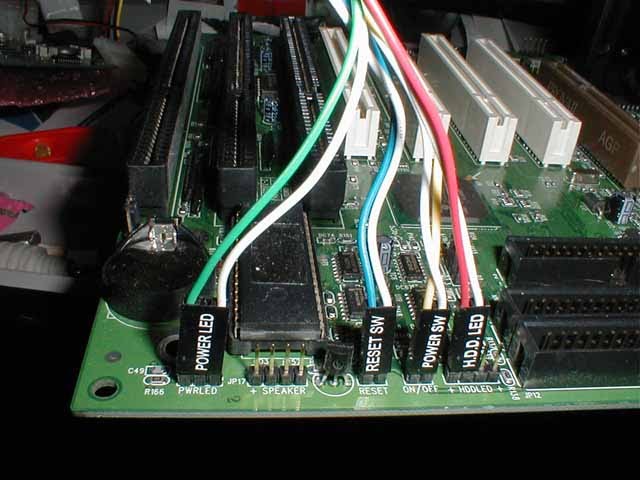 AGP
POWER LED
RESET SW
POWER SW
H.D.D. LED
C49
R166
PWRLED
JP17
+ SPEAKER
RESET
ON/OFF
+ HDDLED +
JP12